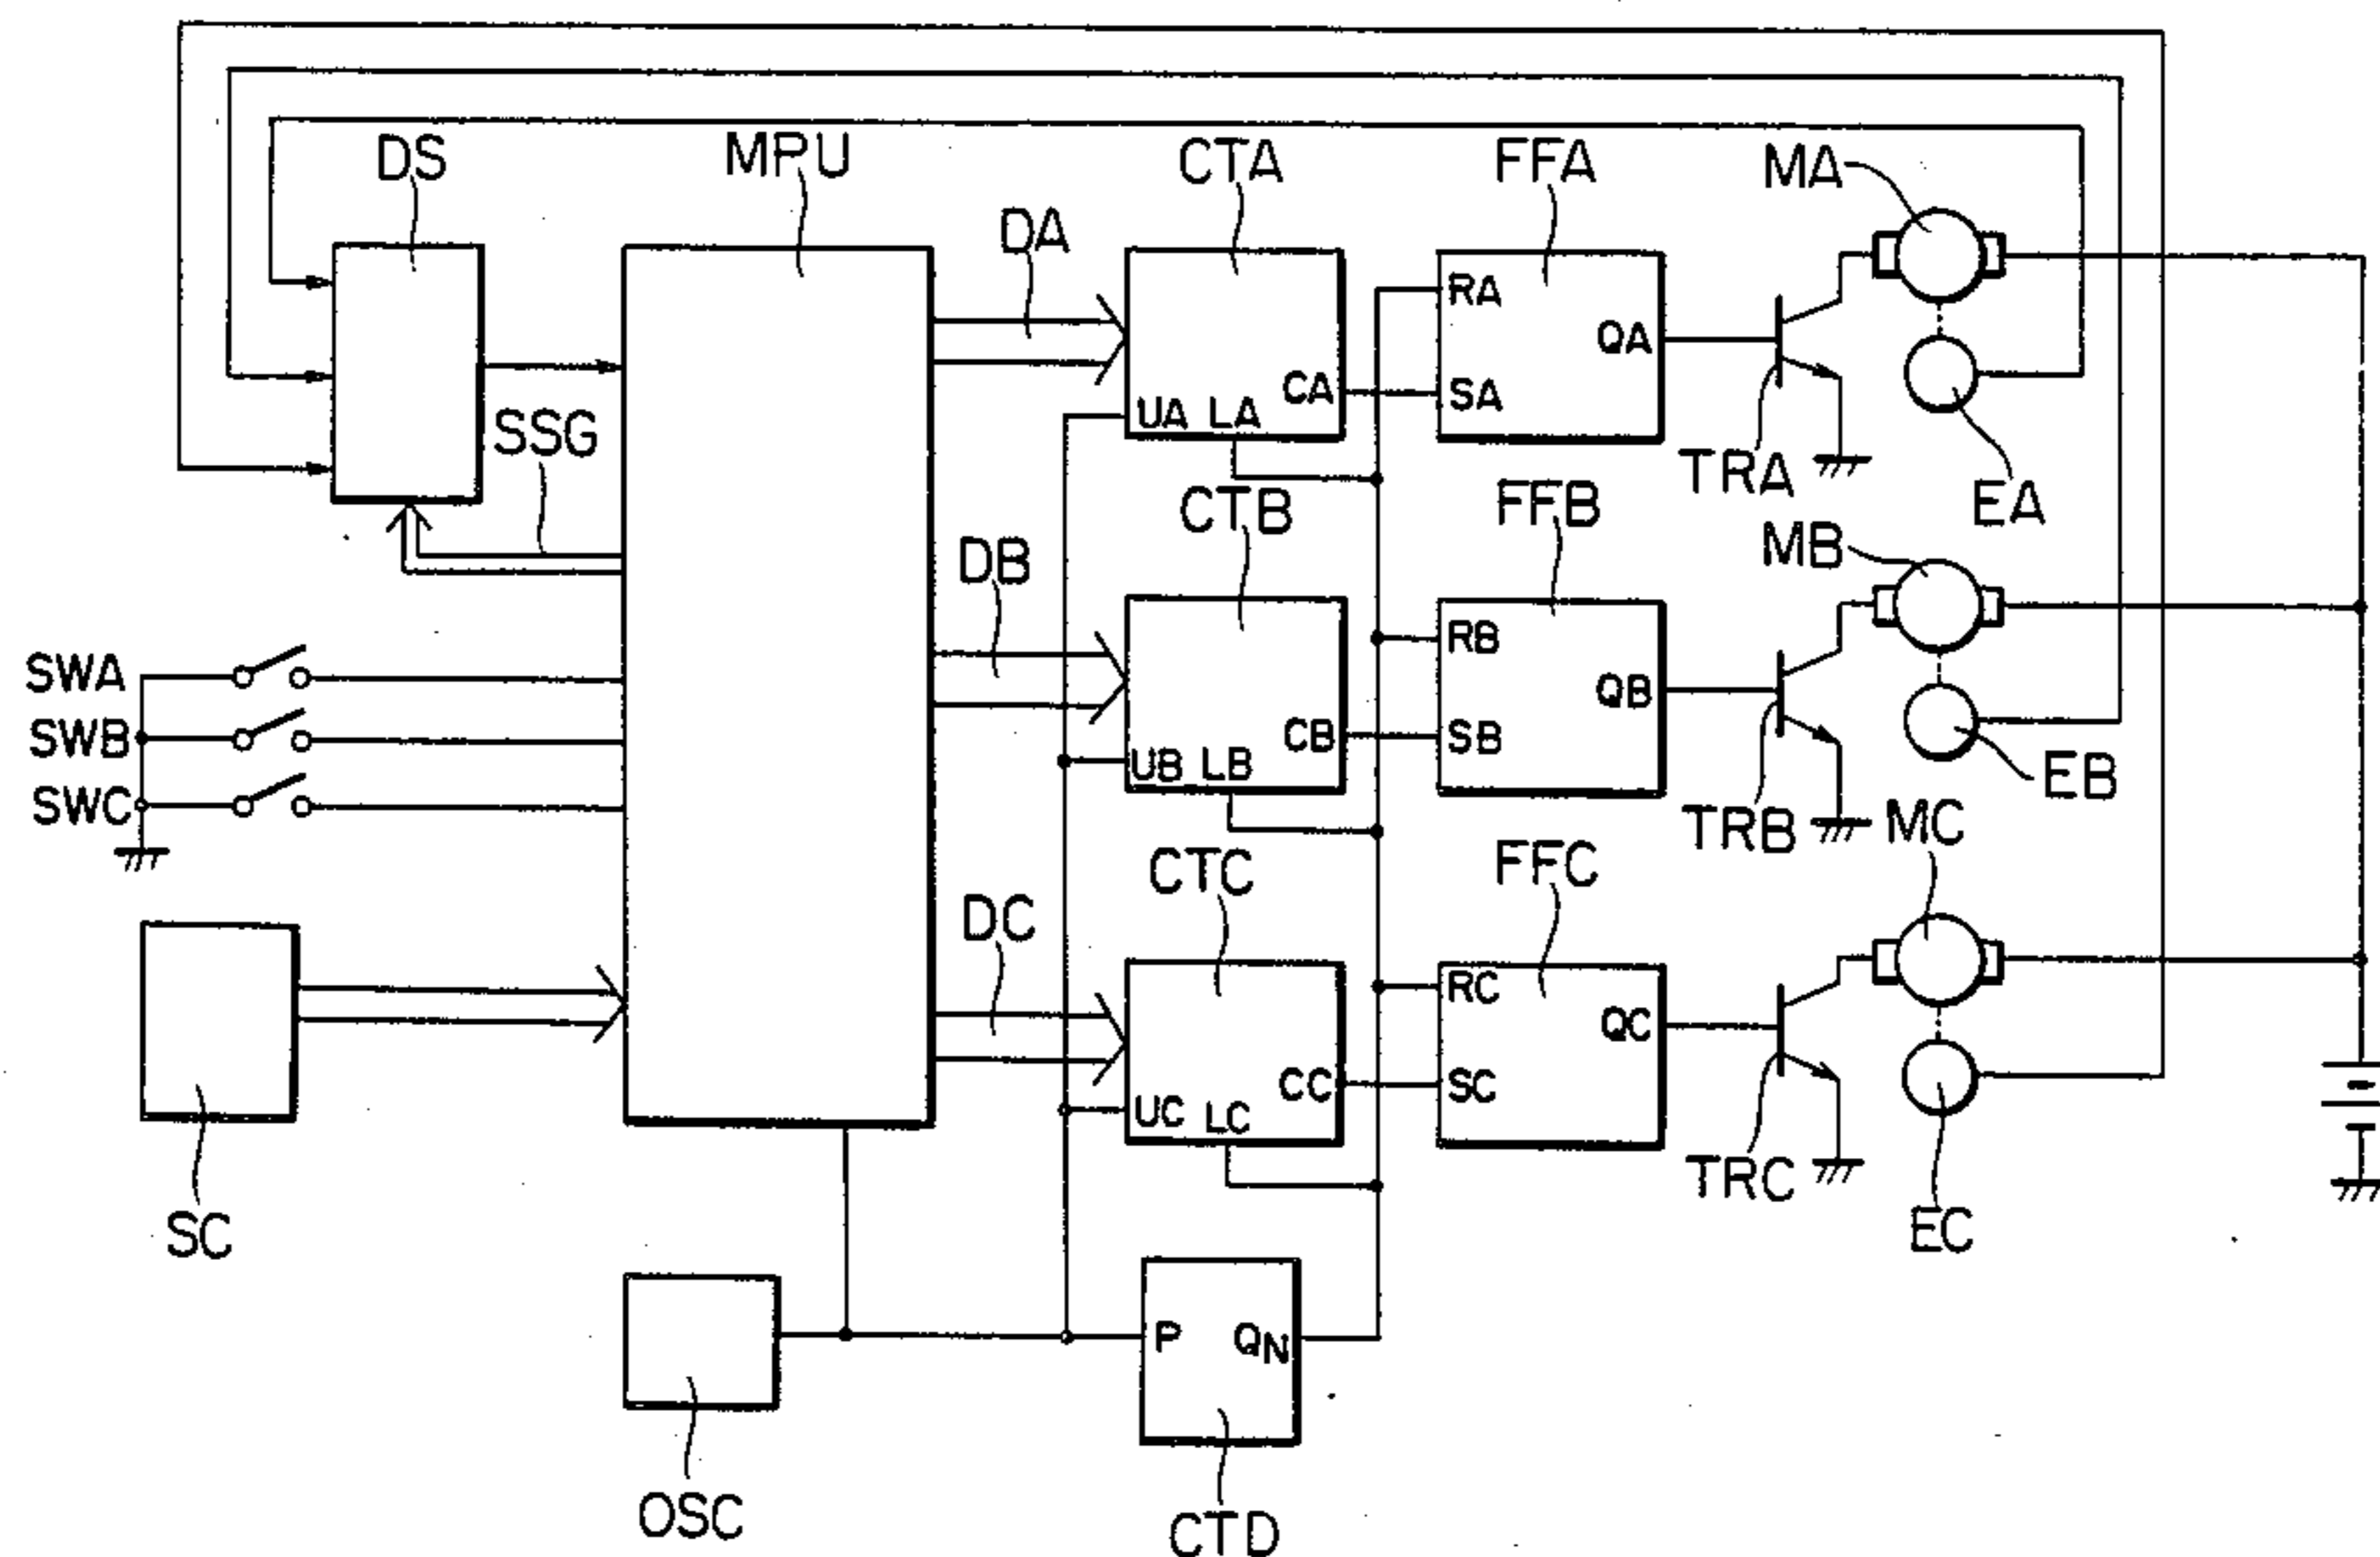 DS
MPU
CTA
FFA
MA
DA
RA
QA
CA
SA
UA LA
SSG
TRA
EA
CTB
FFB
MB
DB
RB
QB
CB
SB
UB LB
SWA
SWB
SWC
TRB
EB
MC
CTC
FFC
DC
RC
QC
CC
SC
UC LC
TRC
EC
SC
P QN
OSC
CTD